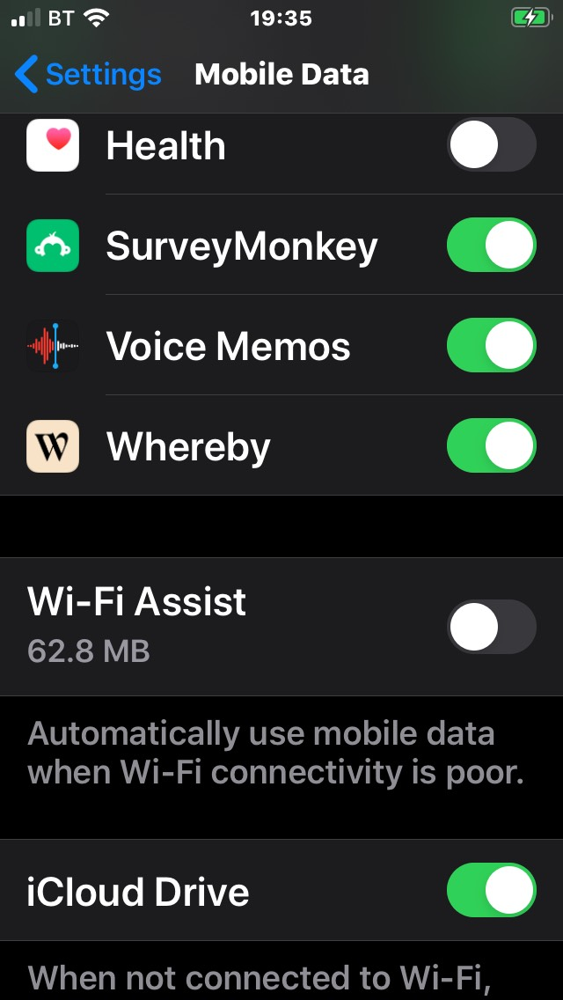 BT 19:35
Settings Mobile Data
Health
SurveyMonkey
Voice Memos
W Whereby
Wi-Fi Assist
62.8 MB
Automatically use mobile data
when Wi-Fi connectivity is poor.
iCloud Drive
When not connected to Wi-Fi,